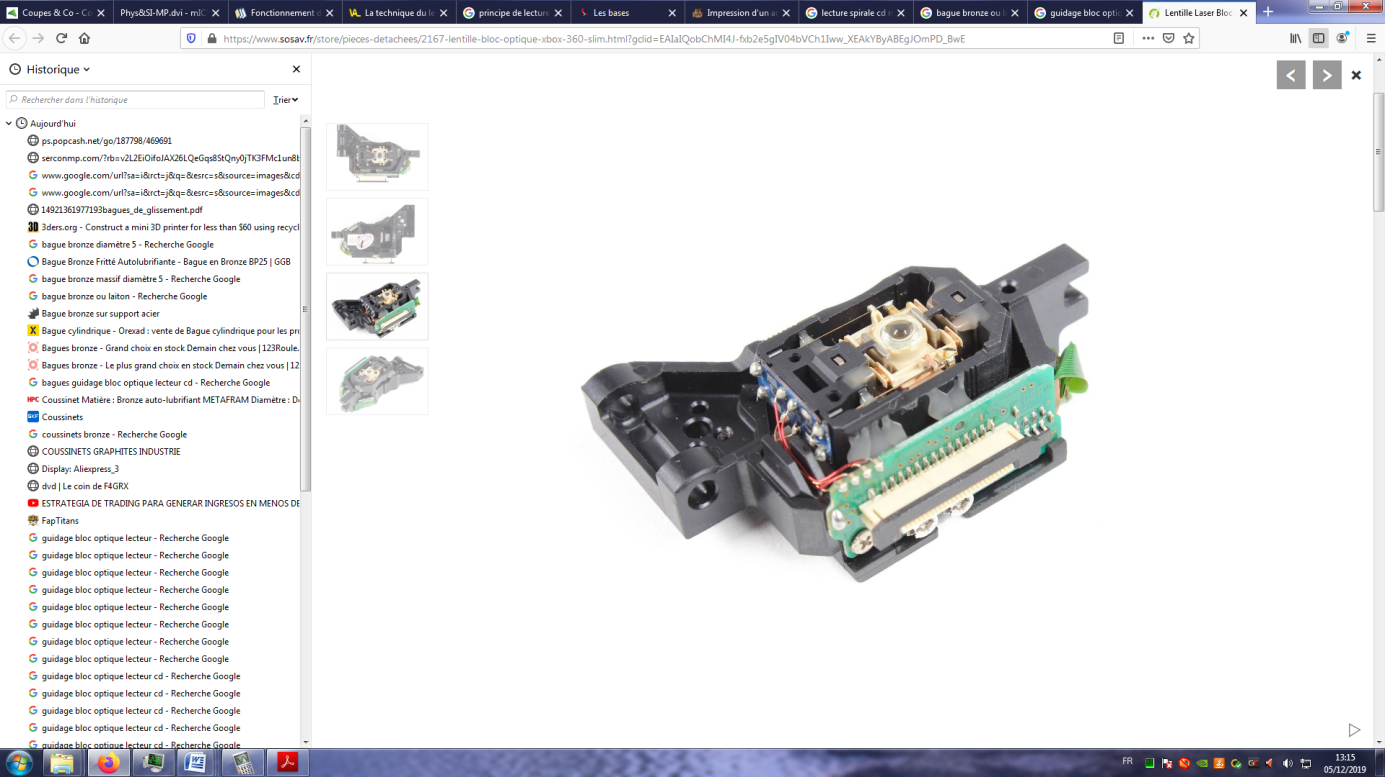 Coupes & Co - Co
Phys&SI-MP.dvi - mIC
Fonctionnement d
La technique du le
principe de lecture
Les bases
Impression d'un a
lecture spirale cd r
bague bronze ou l
guidage bloc optiq
Lentille Laser Bloc
https://www.sosav.fr/store/pieces-detachees/2167-lentille-bloc-optique-xbox-360-slim.html?gclid=EAIaIQobChMI4J-fxb2e5gIV04bVCh1Iww_XEAkYByABEgJOmPD_BwE
Historique
Rechercher dans l'historique
Trier
Aujourd'hui
ps.popcash.net/go/187798/469691
serconmp.com/?rb=v2L2EiOifoJAX26LQeGqs8StQny0jTK3FMc1un8b
www.google.com/url?sa=i&rct=j&q=&esrc=s&source=images&cd
www.google.com/url?sa=i&rct=j&q=&esrc=s&source=images&cd
14921361977193bagues_de_glissement.pdf
3ders.org - Construct a mini 3D printer for less than $60 using recycl
bague bronze diamètre 5 - Recherche Google
Bague Bronze Fritté Autolubrifiante - Bague en Bronze BP25 | GGB
bague bronze massif diamètre 5 - Recherche Google
bague bronze ou laiton - Recherche Google
Bague bronze sur support acier
Bague cylindrique - Orexad : vente de Bague cylindrique pour les pro
Bagues bronze - Grand choix en stock Demain chez vous | 123Roule.
Bagues bronze - Le plus grand choix en stock Demain chez vous | 12
bagues guidage bloc optique lecteur cd - Recherche Google
Coussinet Matière : Bronze auto-lubrifiant METAFRAM Diamètre : De
Coussinets
coussinets bronze - Recherche Google
COUSSINETS GRAPHITES INDUSTRIE
Display: Aliexpress_3
dvd | Le coin de F4GRX
ESTRATEGIA DE TRADING PARA GENERAR INGRESOS EN MENOS DE
FapTitans
guidage bloc optique lecteur - Recherche Google
guidage bloc optique lecteur - Recherche Google
guidage bloc optique lecteur - Recherche Google
guidage bloc optique lecteur - Recherche Google
guidage bloc optique lecteur - Recherche Google
guidage bloc optique lecteur - Recherche Google
guidage bloc optique lecteur - Recherche Google
guidage bloc optique lecteur - Recherche Google
guidage bloc optique lecteur cd - Recherche Google
guidage bloc optique lecteur cd - Recherche Google
guidage bloc optique lecteur cd - Recherche Google
guidage bloc optique lecteur cd - Recherche Google
guidage bloc optique lecteur cd - Recherche Google
FR
13:15
05/12/2019